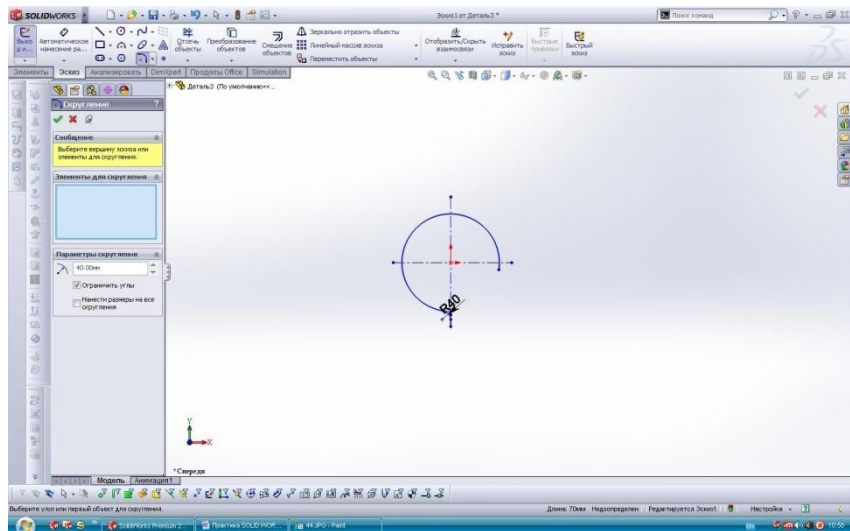 SOLIDWORKS
Эскиз1 от Деталь3 *
Поиск команд
Автоматическое нанесение ра...
Отсечь объекты
Преобразование объектов
Смещение объектов
Зеркально отразить объекты
Линейный массив эскиза
Переместить объекты
Отобразить/Скрыть взаимосвязи
Исправить эскиз
Быстрые привязки
Быстрый эскиз
Элементы
Эскиз
Анализировать
DimXpert
Продукты Office
Simulation
Деталь3 (По умолчанию<<...
Скругление
?
Сообщение
Выберите вершину эскиза или
элементы для скругления.
Элементы для скругления
Параметры скругления
40.00мм
Ограничить углы
Нанести размеры на все
скругления
R40
Y
X
*Спереди
Модель
Анимация1
Выберите угол или первый объект для скругления.
Длина: 70мм
Недоопределен
Редактируется Эскиз1
Настройка
SolidWorks Premium 2...
Практика SOLID WOR...
44.JPG - Paint
EN
10:58